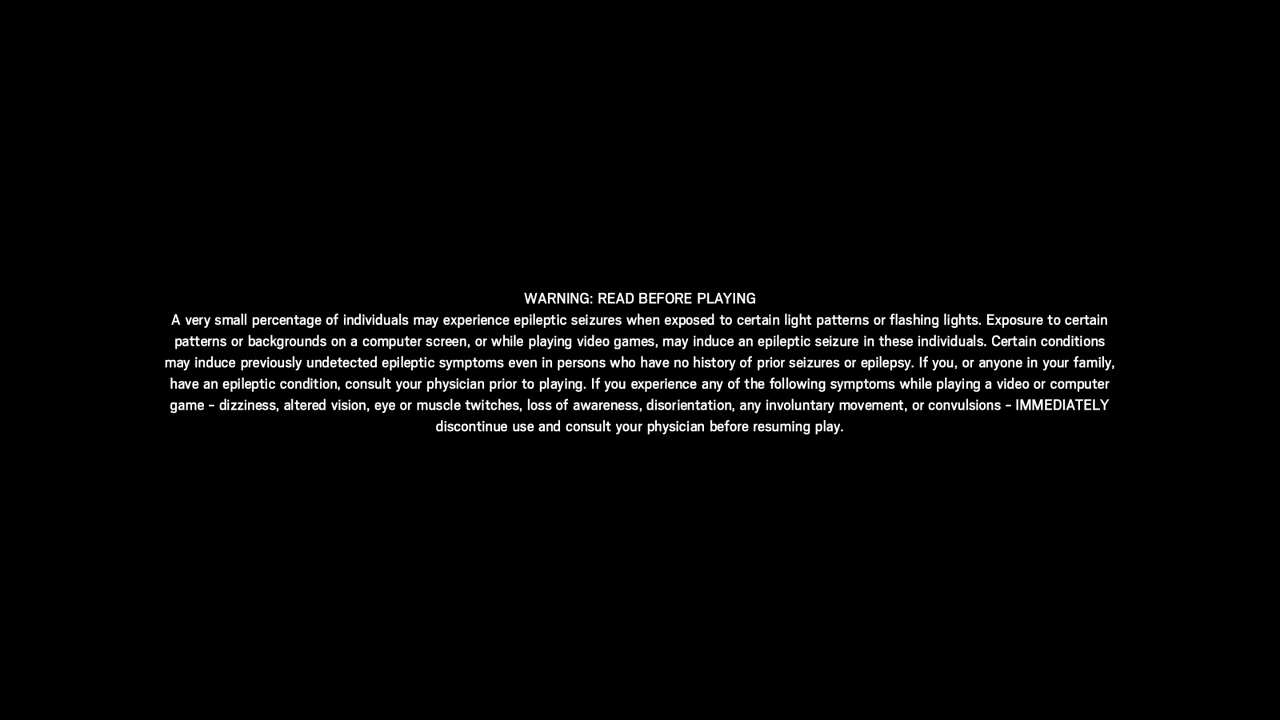 WARNING: READ BEFORE PLAYING
A very small percentage of individuals may experience epileptic seizures when exposed to certain light patterns or flashing lights. Exposure to certain
patterns or backgrounds on a computer screen, or while playing video games, may induce an epileptic seizure in these individuals. Certain conditions
may induce previously undetected epileptic symptoms even in persons who have no history of prior seizures or epilepsy. If you, or anyone in your family,
have an epileptic condition, consult your physician prior to playing. If you experience any of the following symptoms while playing a video or computer
game - dizziness, altered vision, eye or muscle twitches, loss of awareness, disorientation, any involuntary movement, or convulsions - IMMEDIATELY
discontinue use and consult your physician before resuming play.